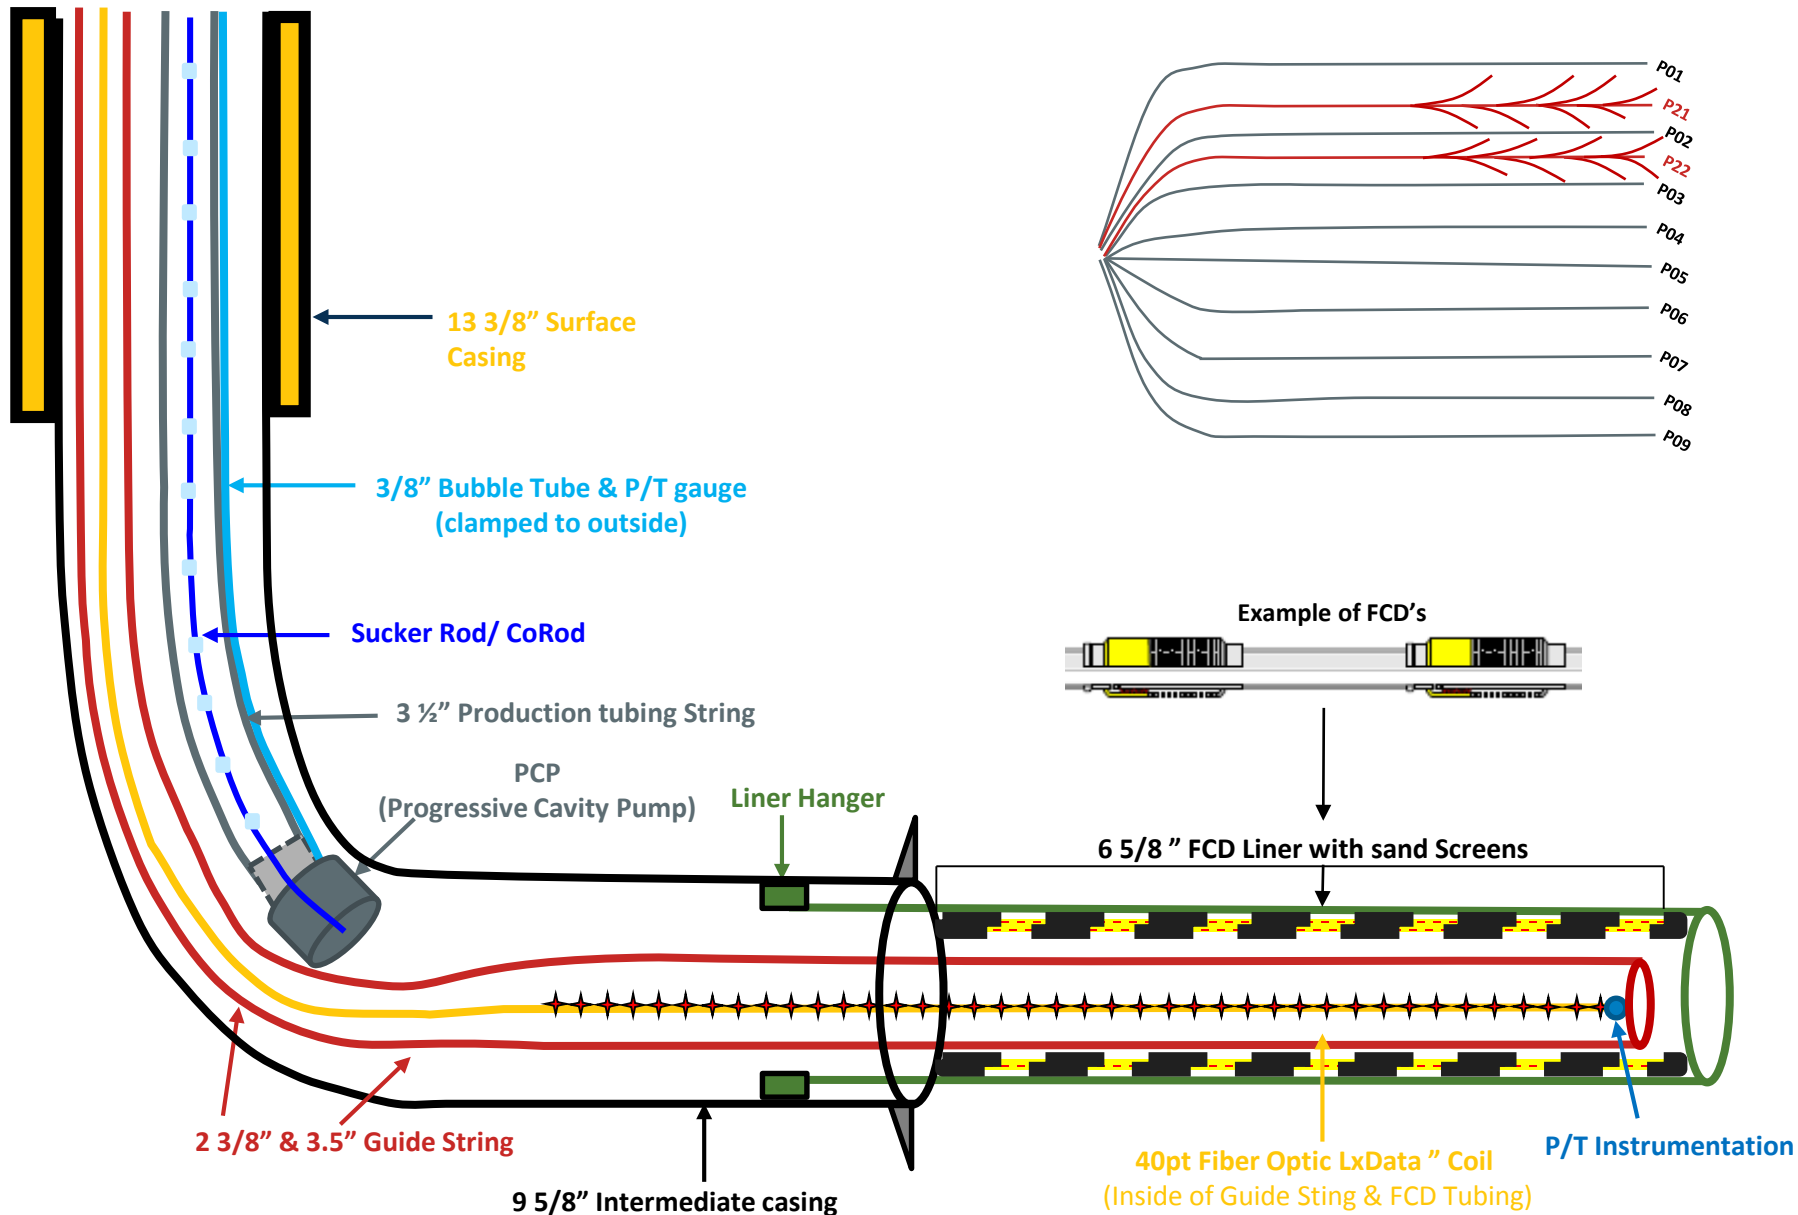 P01
P21
P02
P22
P03
P04
P05
P06
P07
P08
P09
13 3/8” Surface
Casing
3/8” Bubble Tube & P/T gauge
(clamped to outside)
Example of FCD’s
Sucker Rod/ CoRod
3 ½” Production tubing String
PCP
(Progressive Cavity Pump)
Liner Hanger
6 5/8 ” FCD Liner with sand Screens
2 3/8” & 3.5” Guide String
40pt Fiber Optic LxData ” Coil
(Inside of Guide Sting & FCD Tubing)
P/T Instrumentation
9 5/8” Intermediate casing